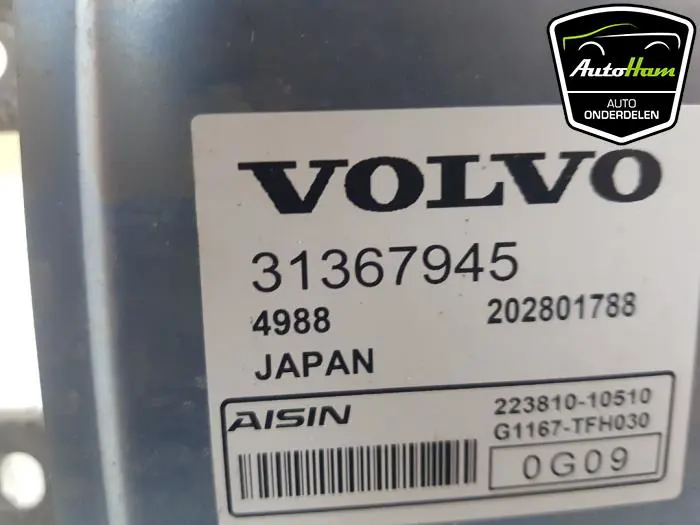 AutoHam
AUTO
ONDERDELEN
VOLVO
31367945
4988 202801788
JAPAN
AISIN
223810-10510
G1167-TFH030
0G09